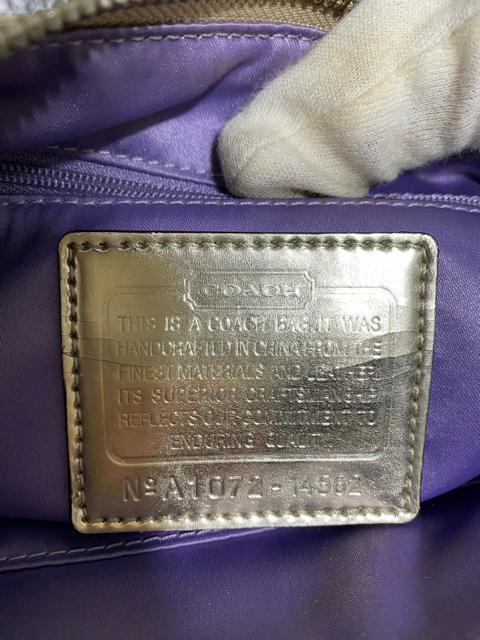 COACH
THIS IS A COACH BAG. IT WAS
HANDCRAFTED IN CHINA FROM THE
FINEST MATERIALS AND LEATHER.
ITS SUPERIOR CRAFTSMANSHIP
REFLECTS OUR COMMITMENT TO
ENDURING QUALITY.
Nº A1072-14562